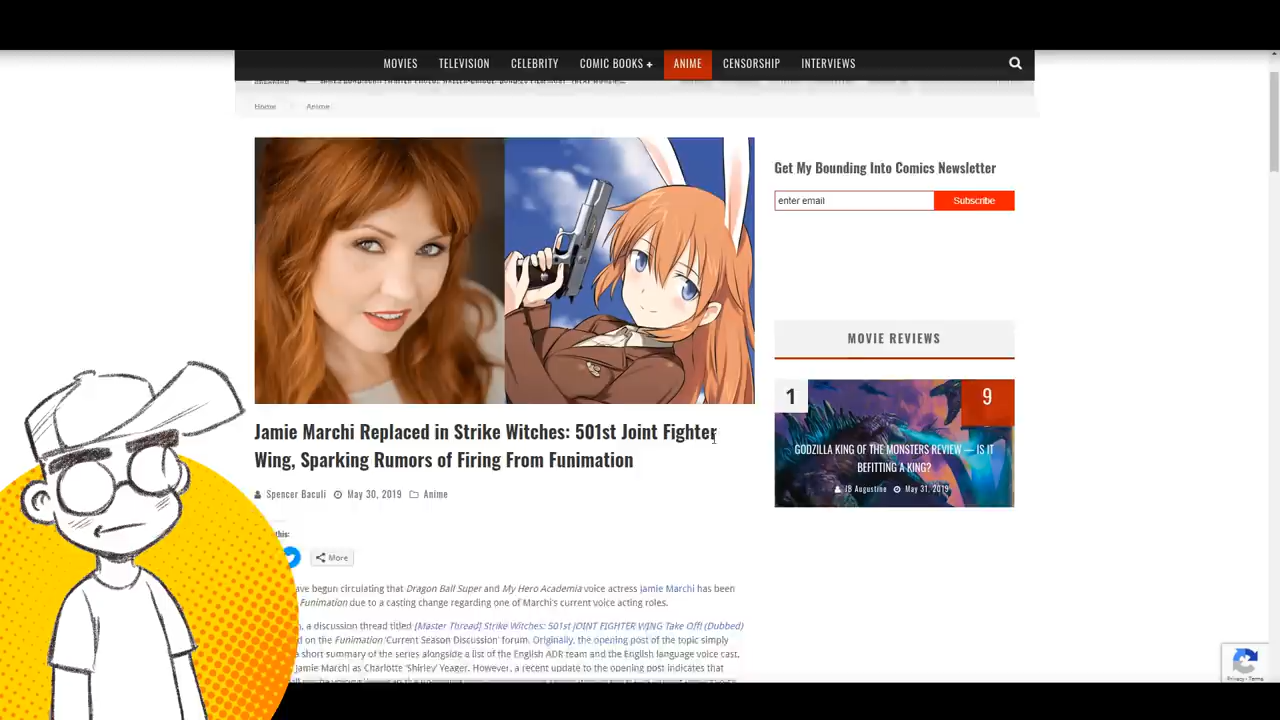 MOVIES TELEVISION CELEBRITY COMIC BOOKS + ANIME CENSORSHIP INTERVIEWS
Home Anime
Get My Bounding Into Comics Newsletter
enter email Subscribe
MOVIE REVIEWS
1 9
GODZILLA KING OF THE MONSTERS REVIEW — IS IT
BEFITTING A KING?
JB Augustine May 31, 2019
Jamie Marchi Replaced in Strike Witches: 501st Joint Fighter
Wing, Sparking Rumors of Firing From Funimation
Spencer Baculi May 30, 2019 Anime
this:
More
ave begun circulating that Dragon Ball Super and My Hero Academia voice actress Jamie Marchi has been
Funimation due to a casting change regarding one of Marchi's current voice acting roles.
, a discussion thread titled [Master Thread] Strike Witches: 501st JOINT FIGHTER WING Take Off! (Dubbed)
d on the Funimation 'Current Season Discussion' forum. Originally, the opening post of the topic simply
short summary of the series alongside a list of the English ADR team and the English language voice cast.
Jamie Marchi as Charlotte 'Shirley' Yeager. However, a recent update to the opening post indicates that
Privacy - Terms